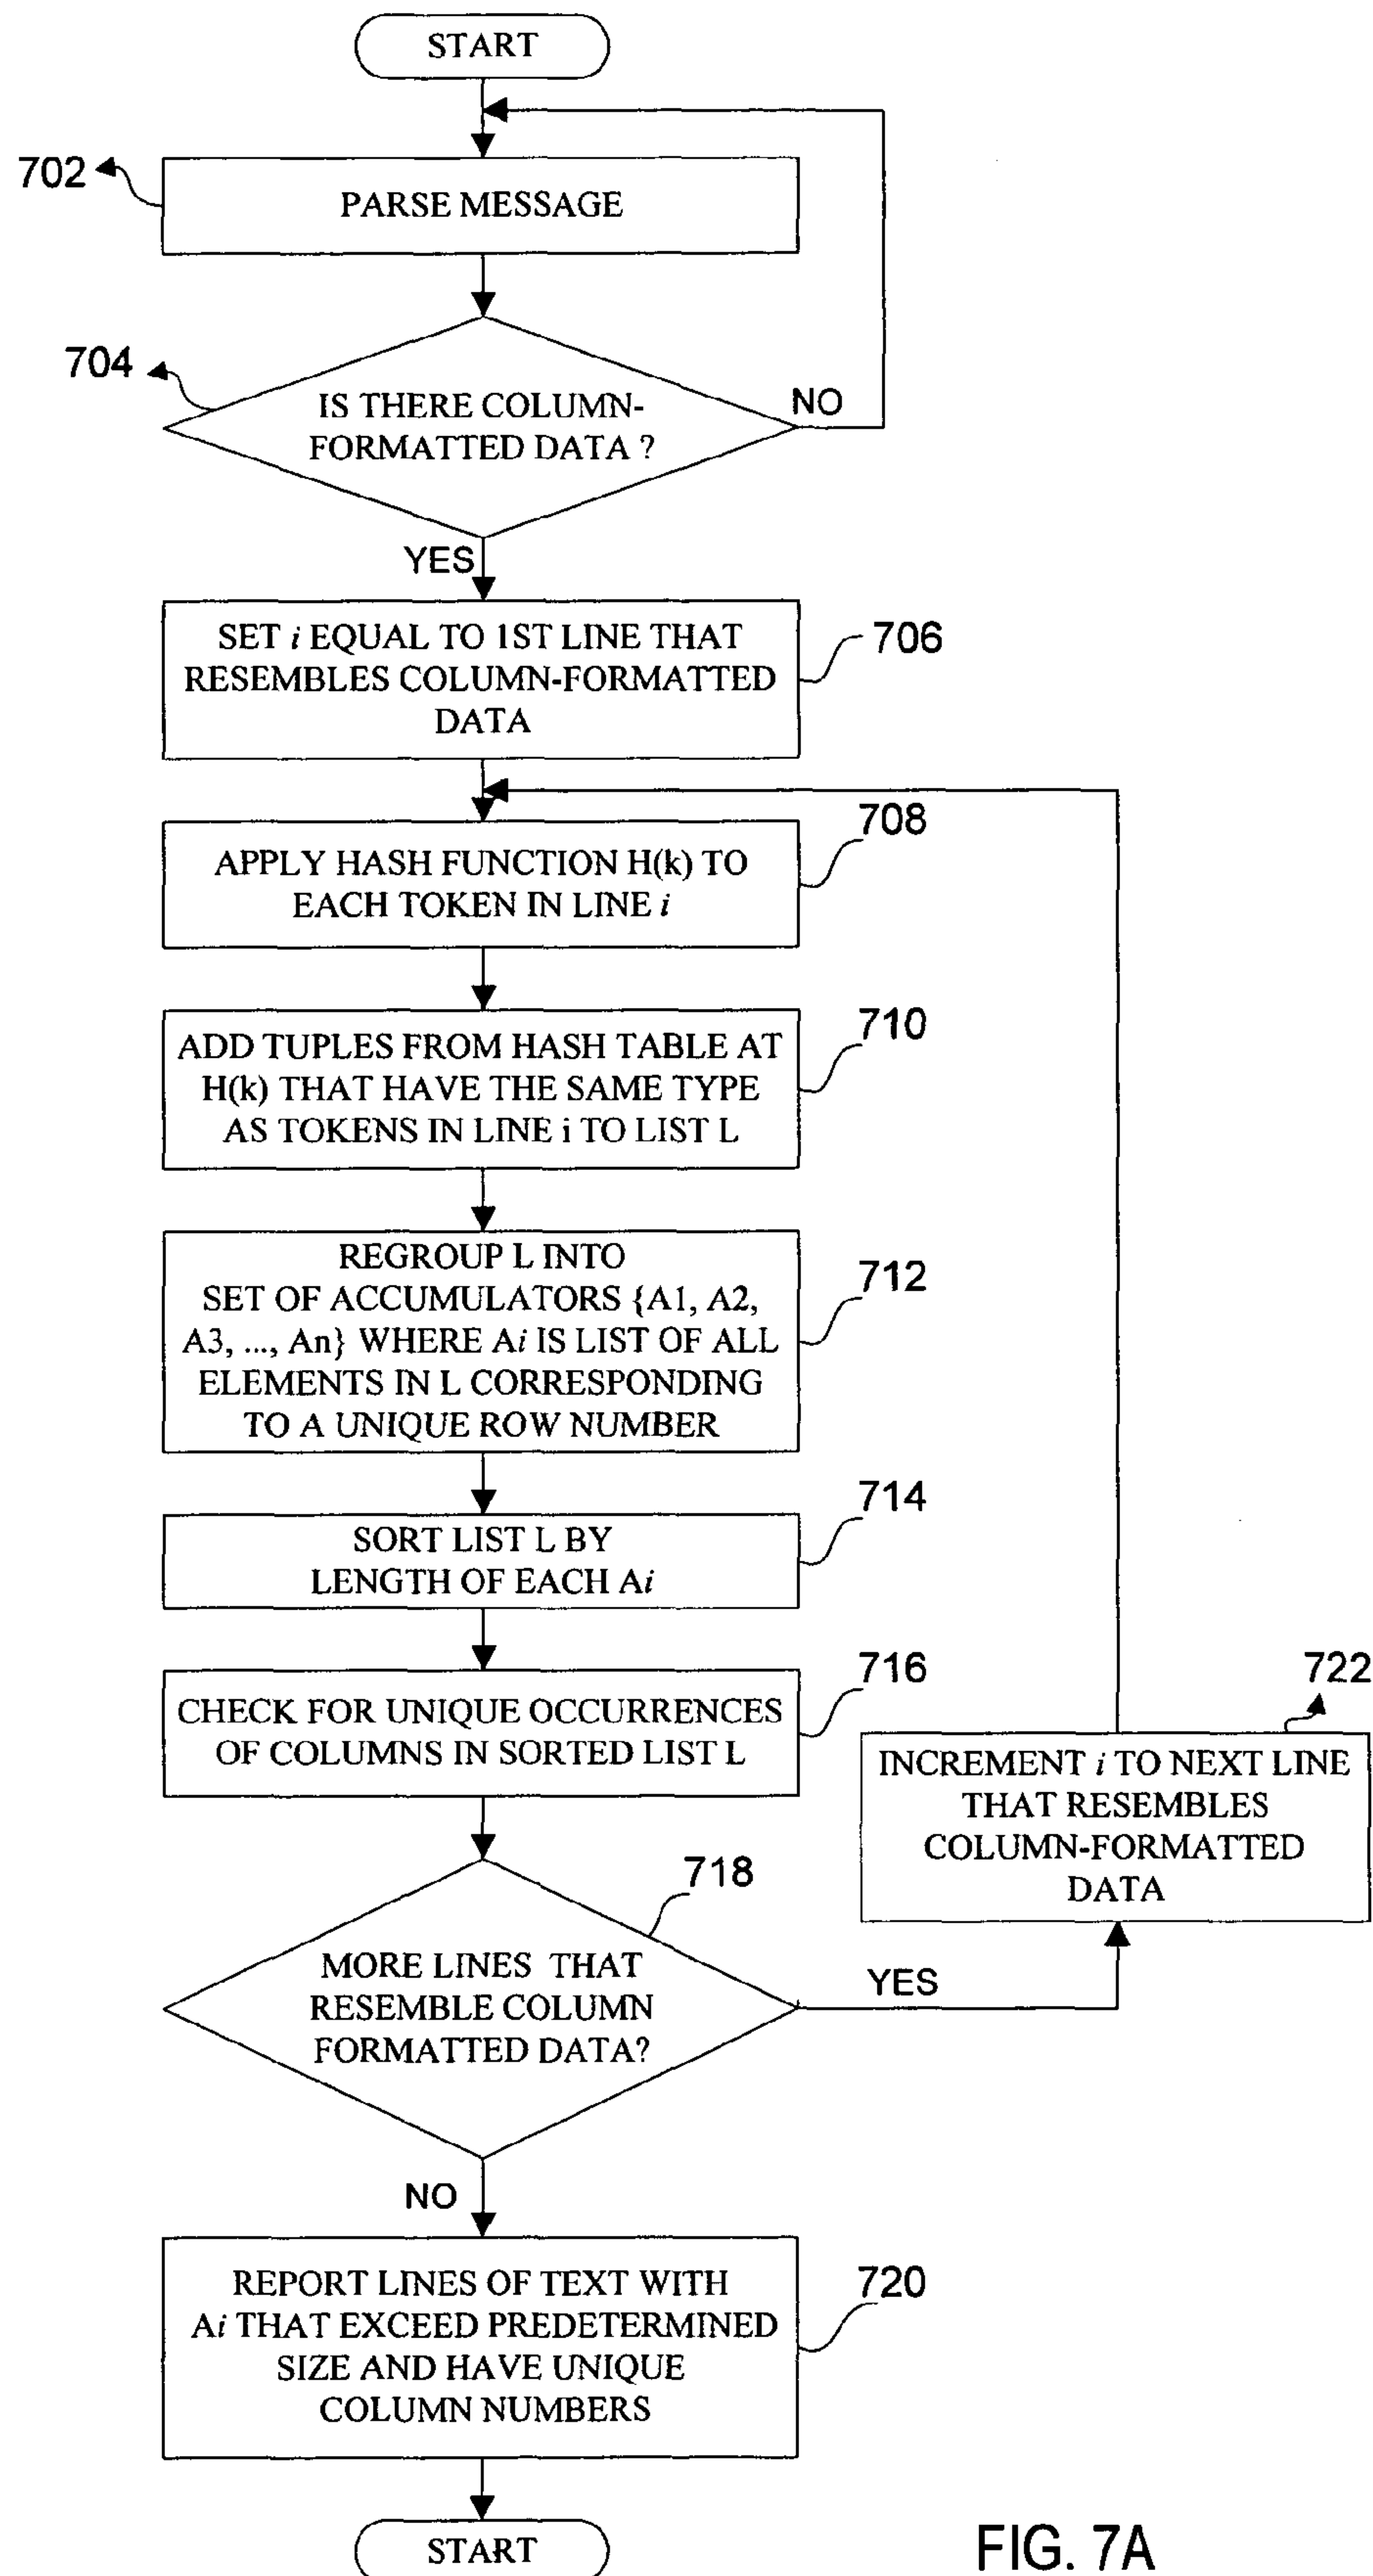 START
702
PARSE MESSAGE
704
IS THERE COLUMN-
FORMATTED DATA ?
NO
YES
SET i EQUAL TO 1ST LINE THAT
RESEMBLES COLUMN-FORMATTED
DATA
706
708
APPLY HASH FUNCTION H(k) TO
EACH TOKEN IN LINE i
710
ADD TUPLES FROM HASH TABLE AT
H(k) THAT HAVE THE SAME TYPE
AS TOKENS IN LINE i TO LIST L
712
REGROUP L INTO
SET OF ACCUMULATORS {A1, A2,
A3, ..., An} WHERE Ai IS LIST OF ALL
ELEMENTS IN L CORRESPONDING
TO A UNIQUE ROW NUMBER
714
SORT LIST L BY
LENGTH OF EACH Ai
716
CHECK FOR UNIQUE OCCURRENCES
OF COLUMNS IN SORTED LIST L
722
INCREMENT i TO NEXT LINE
THAT RESEMBLES
COLUMN-FORMATTED
DATA
718
MORE LINES THAT
RESEMBLE COLUMN
FORMATTED DATA?
YES
NO
720
REPORT LINES OF TEXT WITH
Ai THAT EXCEED PREDETERMINED
SIZE AND HAVE UNIQUE
COLUMN NUMBERS
START
FIG. 7A